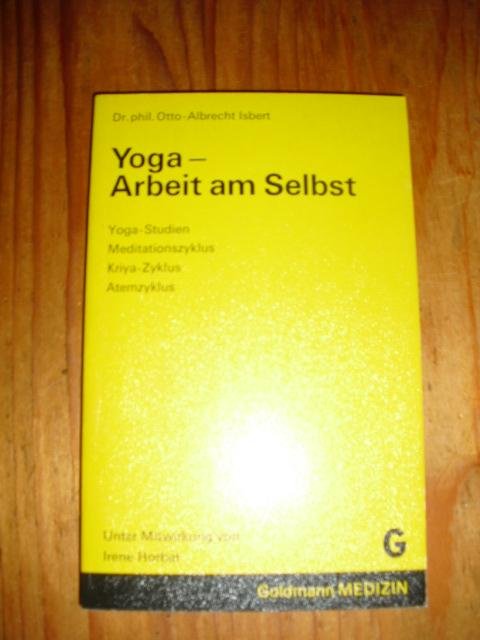 Dr. phil. Otto-Albrecht Isbert
Yoga –
Arbeit am Selbst
Yoga-Studien
Meditationszyklus
Kriya-Zyklus
Atemzyklus
Unter Mitwirkung von
Irene Horbat
G
Goldmann MEDIZIN